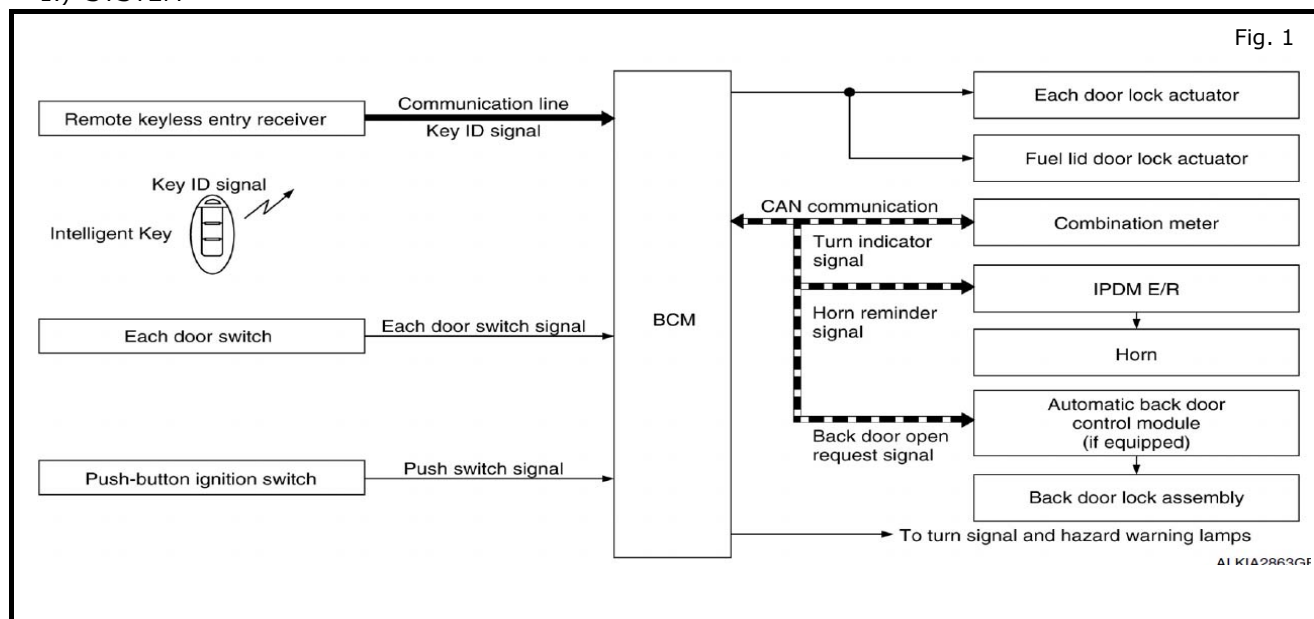 Fig. 1
Remote keyless entry receiver
Communication line
Key ID signal
Key ID signal
Intelligent Key
Each door switch
Each door switch signal
Push-button ignition switch
Push switch signal
BCM
Each door lock actuator
Fuel lid door lock actuator
CAN communication
Combination meter
Turn indicator
signal
IPDM E/R
Horn reminder
signal
Horn
Automatic back door
control module
(if equipped)
Back door open
request signal
Back door lock assembly
To turn signal and hazard warning lamps